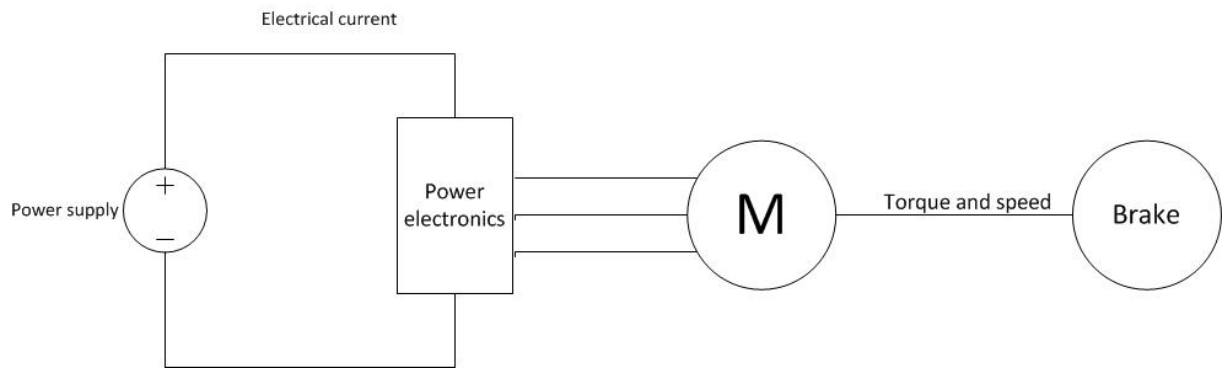 Electrical current
Power supply
+
−
Power
electronics
M
Torque and speed
Brake